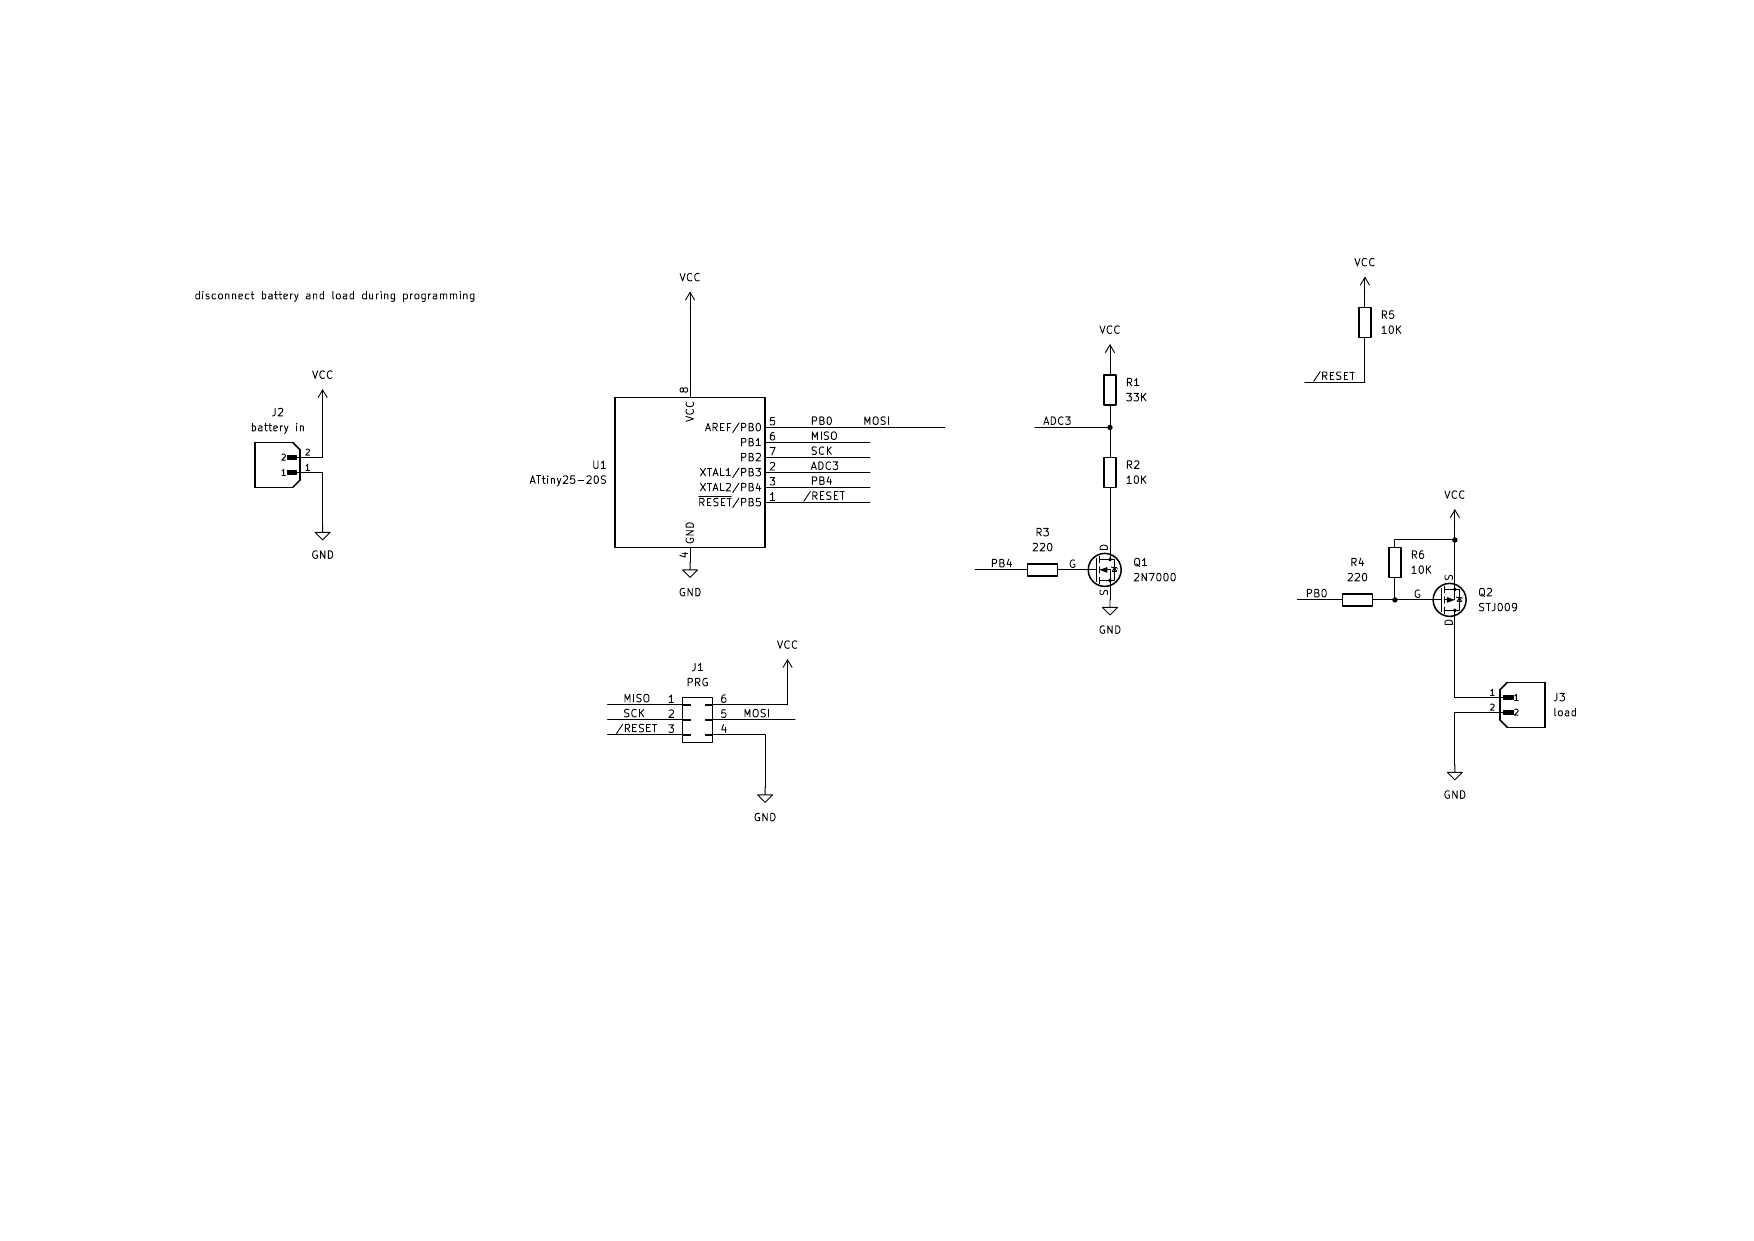 disconnect battery and load during programming
VCC
J2
battery in
2 2
1 1
GND
VCC
8
VCC
U1
ATtiny25-20S
AREF/PB0 5 PB0 MOSI
PB1 6 MISO
PB2 7 SCK
XTAL1/PB3 2 ADC3
XTAL2/PB4 3 PB4
RESET/PB5 1 /RESET
GND
4
GND
J1
PRG
VCC
MISO 1 6
SCK 2 5 MOSI
/RESET 3 4
GND
VCC
R1
33K
ADC3
R2
10K
R3
220
PB4 G
D
S
Q1
2N7000
GND
VCC
R5
10K
/RESET
VCC
R6
10K
R4
220
PB0 G
S
D
Q2
STJ009
1 1
2 2
J3
load
GND